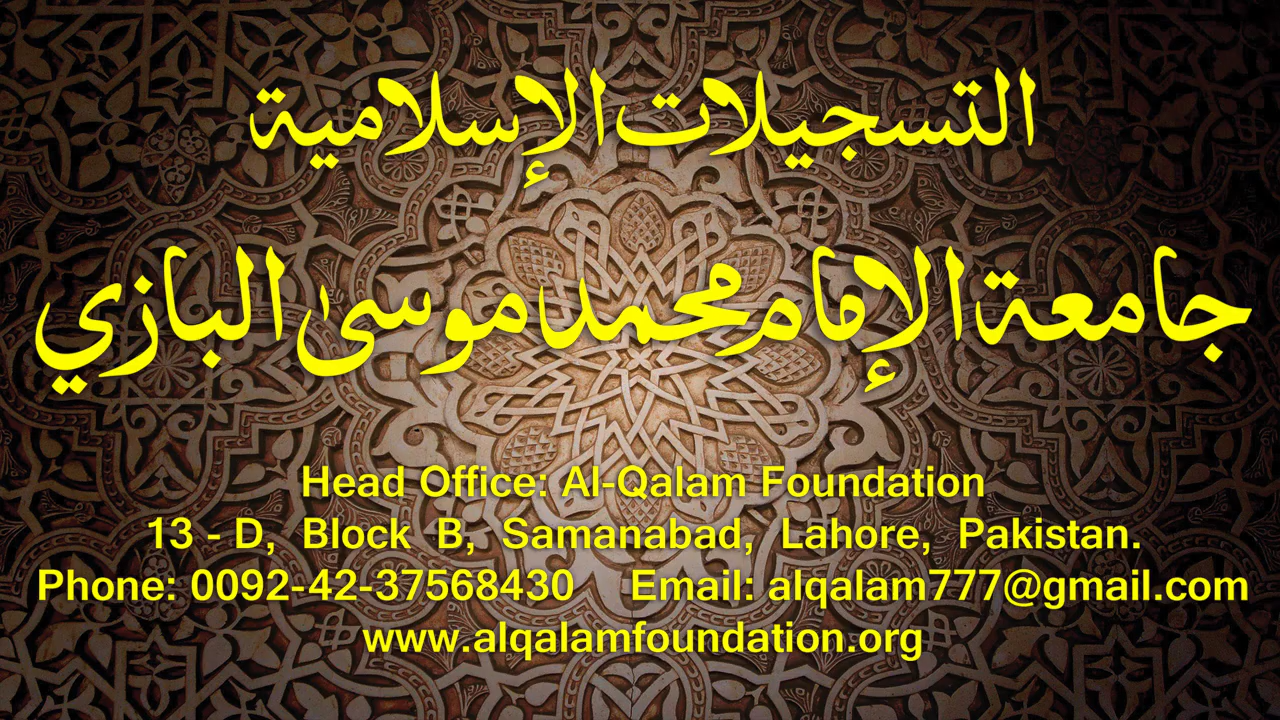 التسجيلات الإسلامية
جامعة الإمام محمد موسى البازي
Head Office: Al-Qalam Foundation
13 - D, Block B, Samanabad, Lahore, Pakistan.
Phone: 0092-42-37568430 Email: alqalam777@gmail.com
www.alqalamfoundation.org